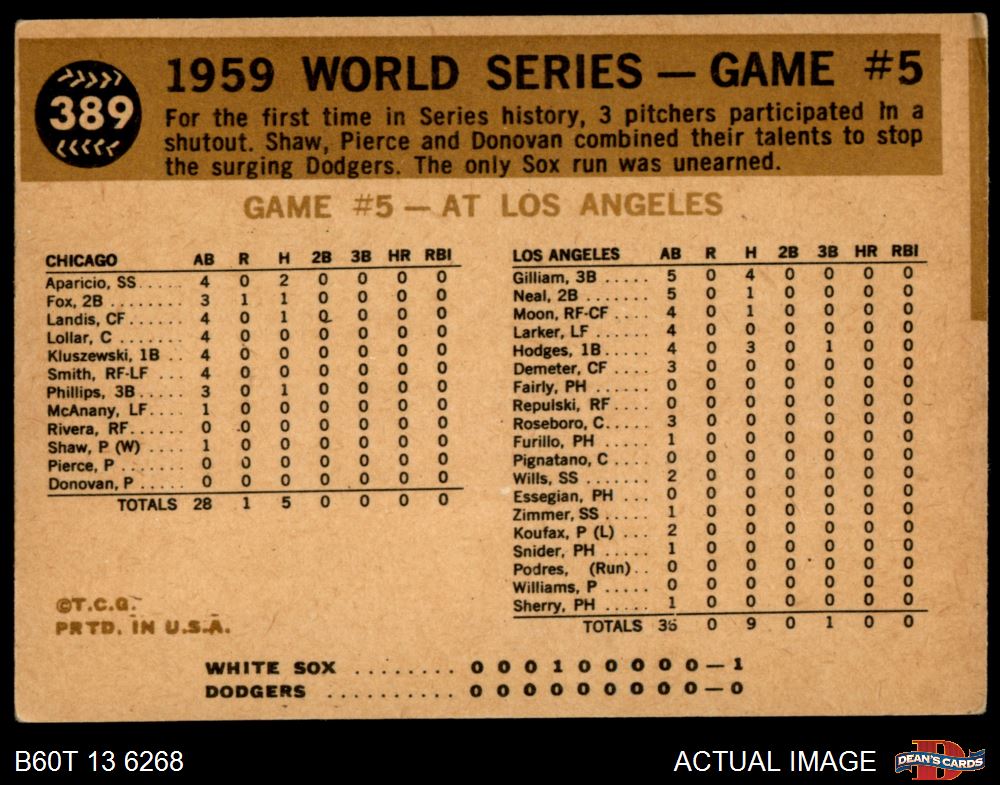 389
1959 WORLD SERIES — GAME #5
For the first time in Series history, 3 pitchers participated in a
shutout. Shaw, Pierce and Donovan combined their talents to stop
the surging Dodgers. The only Sox run was unearned.
GAME #5 — AT LOS ANGELES
CHICAGO AB R H 2B 3B HR RBI
Aparicio, SS ..... 4 0 2 0 0 0 0
Fox, 2B ........ 3 1 1 0 0 0 0
Landis, CF ...... 4 0 1 0 0 0 0
Lollar, C ....... 4 0 0 0 0 0 0
Kluszewski, 1B .. 4 0 0 0 0 0 0
Smith, RF-LF ... 4 0 0 0 0 0 0
Phillips, 3B ..... 3 0 1 0 0 0 0
McAnany, LF .... 1 0 0 0 0 0 0
Rivera, RF ...... 0 0 0 0 0 0 0
Shaw, P (W) .... 1 0 0 0 0 0 0
Pierce, P ....... 0 0 0 0 0 0 0
Donovan, P ..... 0 0 0 0 0 0 0
TOTALS 28 1 5 0 0 0 0
LOS ANGELES AB R H 2B 3B HR RBI
Gilliam, 3B ..... 5 0 4 0 0 0 0
Neal, 2B ....... 5 0 1 0 0 0 0
Moon, RF-CF .... 4 0 1 0 0 0 0
Larker, LF ...... 4 0 0 0 0 0 0
Hodges, 1B ..... 4 0 3 0 1 0 0
Demeter, CF .... 3 0 0 0 0 0 0
Fairly, PH ...... 0 0 0 0 0 0 0
Repulski, RF .... 0 0 0 0 0 0 0
Roseboro, C ..... 3 0 0 0 0 0 0
Furillo, PH ..... 1 0 0 0 0 0 0
Pignatano, C .... 0 0 0 0 0 0 0
Wills, SS ....... 2 0 0 0 0 0 0
Essegian, PH ... 0 0 0 0 0 0 0
Zimmer, SS ..... 1 0 0 0 0 0 0
Koufax, P (L) .... 2 0 0 0 0 0 0
Snider, PH ..... 1 0 0 0 0 0 0
Podres, (Run) .. 0 0 0 0 0 0 0
Williams, P ..... 0 0 0 0 0 0 0
Sherry, PH ..... 1 0 0 0 0 0 0
TOTALS 36 0 9 0 1 0 0
©T.C.G.
PRTD. IN U.S.A.
WHITE SOX ........ 0 0 0 1 0 0 0 0 0 — 1
DODGERS .......... 0 0 0 0 0 0 0 0 0 — 0
B60T 13 6268
ACTUAL IMAGE
D
DEAN'S CARDS